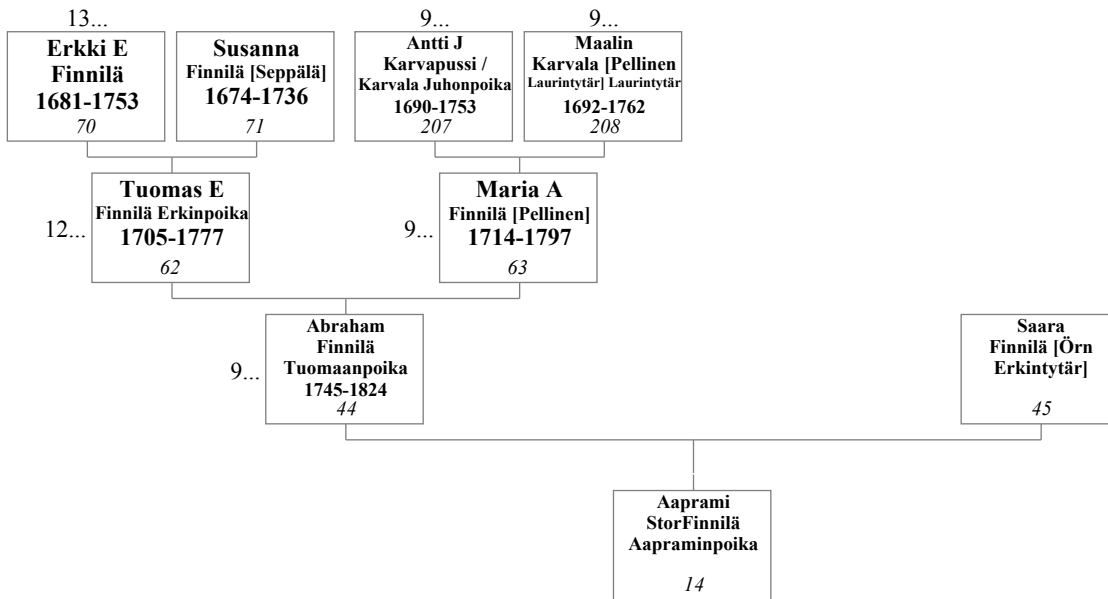 13...
Erkki E
Finnilä
1681-1753
70
Susanna
Finnilä [Seppälä]
1674-1736
71
9...
Antti J
Karvapussi /
Karvala Juhonpoika
1690-1753
207
9...
Maalin
Karvala [Pellinen
Laurintytär] Laurintytär
1692-1762
208
12...
Tuomas E
Finnilä Erkinpoika
1705-1777
62
9...
Maria A
Finnilä [Pellinen]
1714-1797
63
9...
Abraham
Finnilä
Tuomaanpoika
1745-1824
44
Saara
Finnilä [Örn
Erkintytär]
45
Aaprami
StorFinnilä
Aapraminpoika
14